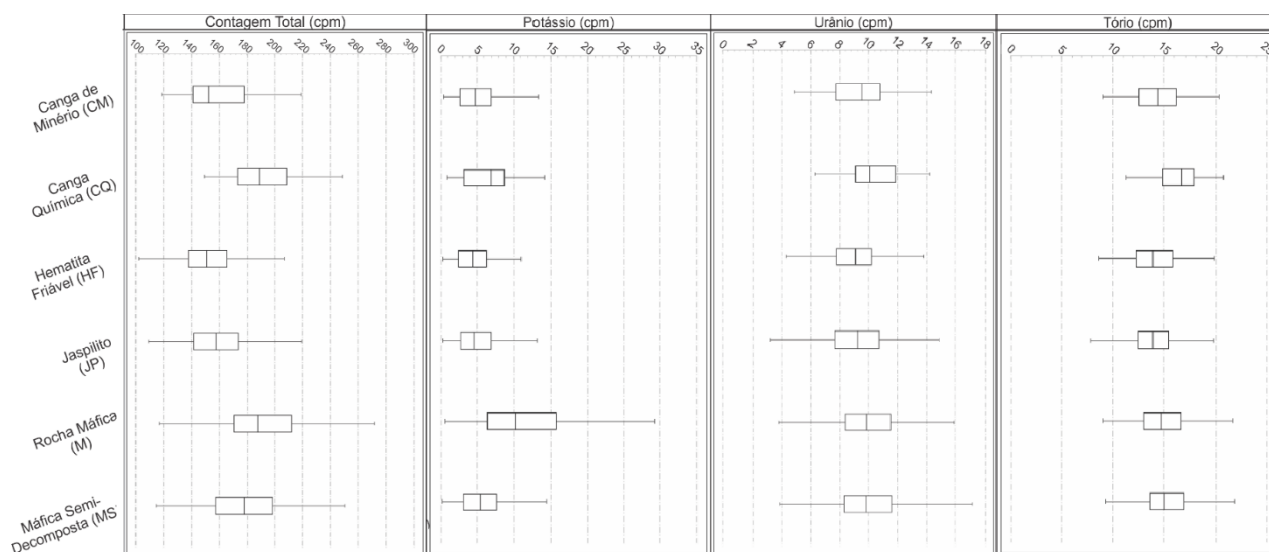 Contagem Total (cpm) Potássio (cpm) Urânio (cpm) Tório (cpm)
100 120 140 160 180 200 220 240 260 280 300 0 5 10 15 20 25 30 35 0 2 4 6 8 10 12 14 16 18 0 5 10 15 20 25
Canga de
Minério (CM)
Canga
Química (CQ)
Hematita
Friável (HF)
Jaspilito
(JP)
Rocha Máfica
(M)
Máfica Semi-
Decomposta (MS